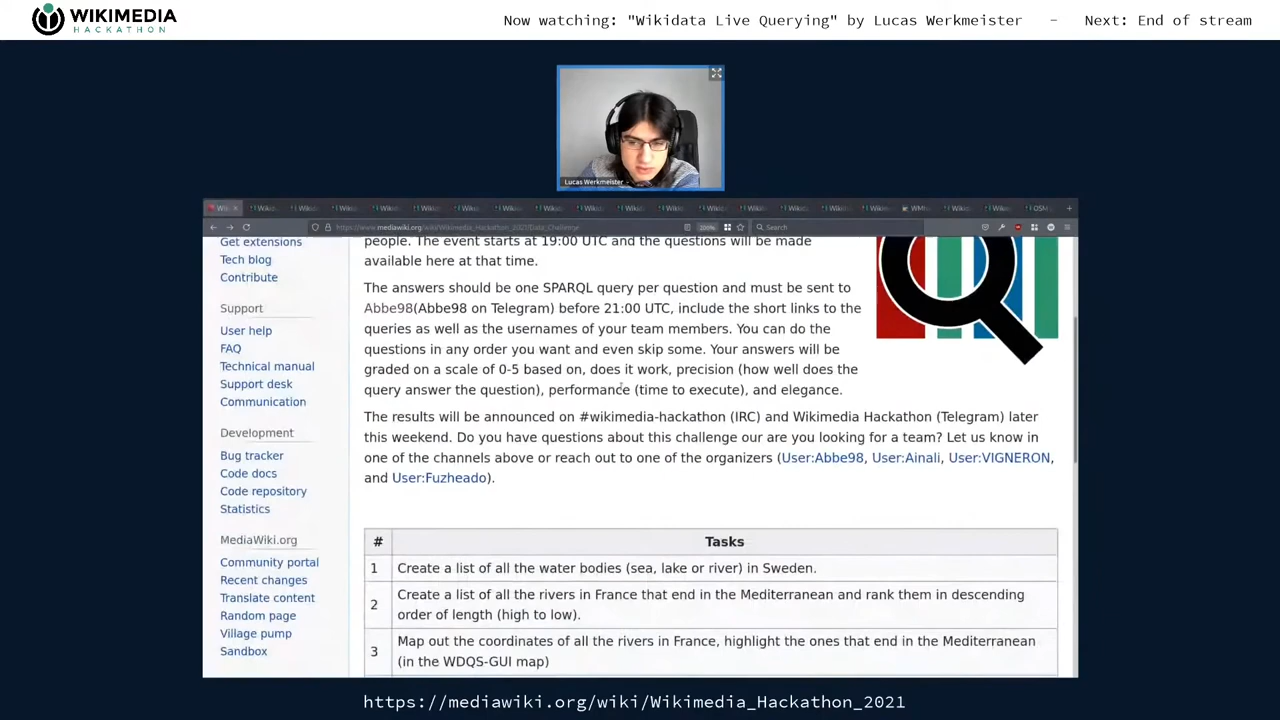 WIKIMEDIA
HACKATHON
Now watching: "Wikidata Live Querying" by Lucas Werkmeister - Next: End of stream
Lucas Werkmeister
https://www.mediawiki.org/wiki/Wikimedia_Hackathon_2021/Data_Challenge
100%
Search
Get extensions
Tech blog
Contribute
Support
User help
FAQ
Technical manual
Support desk
Communication
Development
Bug tracker
Code docs
Code repository
Statistics
MediaWiki.org
Community portal
Recent changes
Translate content
Random page
Village pump
Sandbox
people. The event starts at 19:00 UTC and the questions will be made
available here at that time.
The answers should be one SPARQL query per question and must be sent to
Abbe98(Abbe98 on Telegram) before 21:00 UTC, include the short links to the
queries as well as the usernames of your team members. You can do the
questions in any order you want and even skip some. Your answers will be
graded on a scale of 0-5 based on, does it work, precision (how well does the
query answer the question), performance (time to execute), and elegance.
The results will be announced on #wikimedia-hackathon (IRC) and Wikimedia Hackathon (Telegram) later
this weekend. Do you have questions about this challenge our are you looking for a team? Let us know in
one of the channels above or reach out to one of the organizers (User:Abbe98, User:Ainali, User:VIGNERON,
and User:Fuzheado).
# Tasks
1 Create a list of all the water bodies (sea, lake or river) in Sweden.
2 Create a list of all the rivers in France that end in the Mediterranean and rank them in descending
order of length (high to low).
3 Map out the coordinates of all the rivers in France, highlight the ones that end in the Mediterranean
(in the WDQS-GUI map)
https://mediawiki.org/wiki/Wikimedia_Hackathon_2021